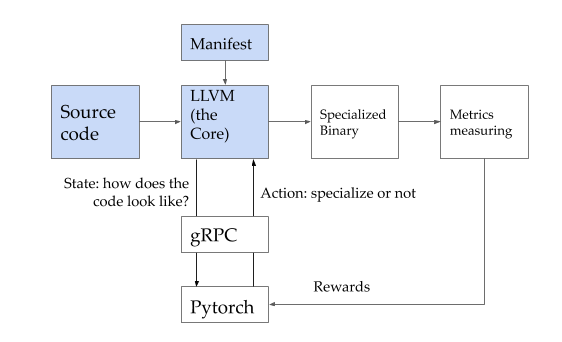 Manifest
Source
code
LLVM
(the
Core)
Specialized
Binary
Metrics
measuring
State: how does the
code look like?
Action: specialize or not
gRPC
Pytorch
Rewards